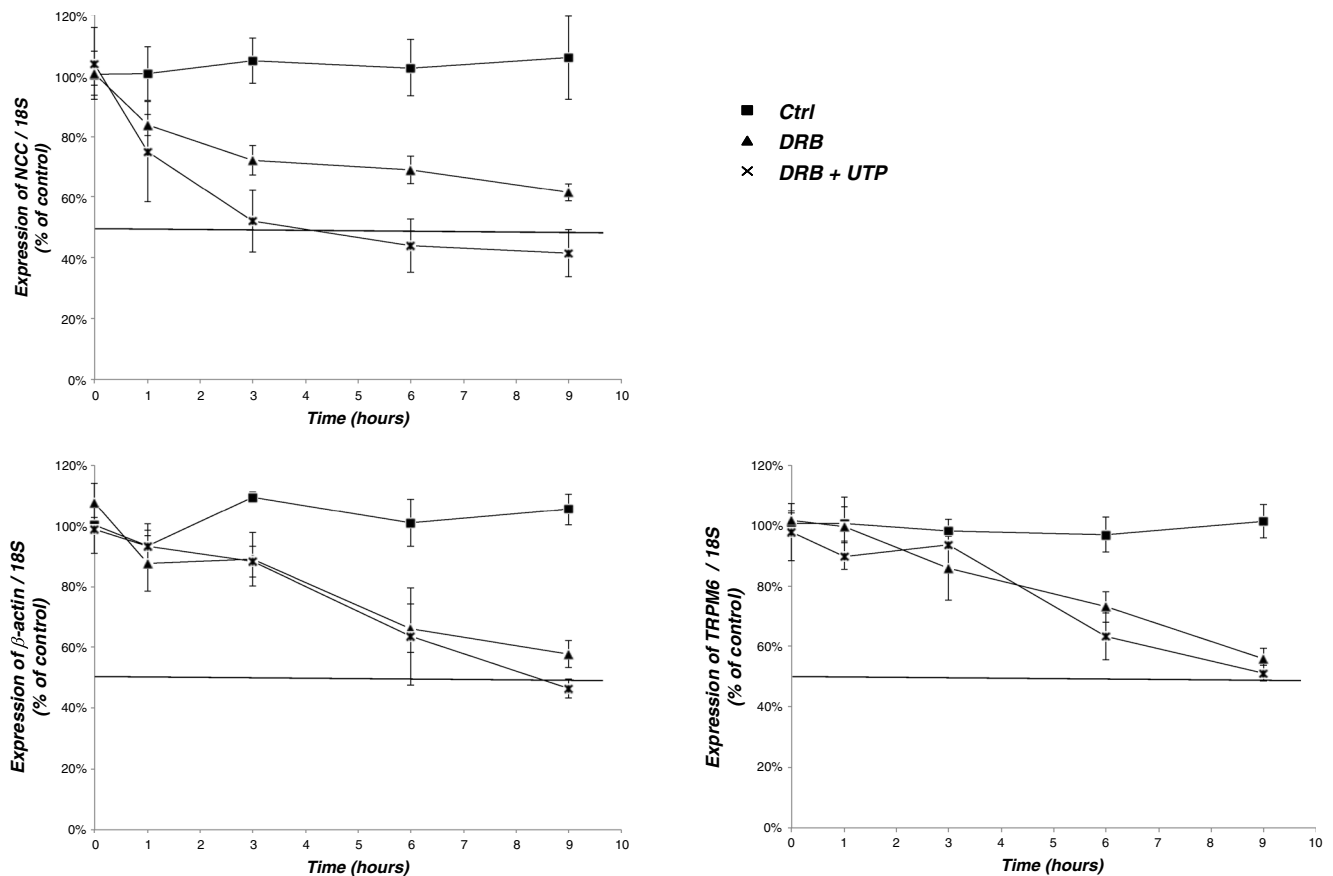 120%
100%
80%
60%
40%
20%
0%
Expression of NCC / 18S
(% of control)
0 1 2 3 4 5 6 7 8 9 10
Time (hours)
Ctrl
DRB
DRB + UTP
120%
100%
80%
60%
40%
20%
0%
Expression of β-actin / 18S
(% of control)
0 1 2 3 4 5 6 7 8 9 10
Time (hours)
120%
100%
80%
60%
40%
20%
0%
Expression of TRPM6 / 18S
(% of control)
0 1 2 3 4 5 6 7 8 9 10
Time (hours)